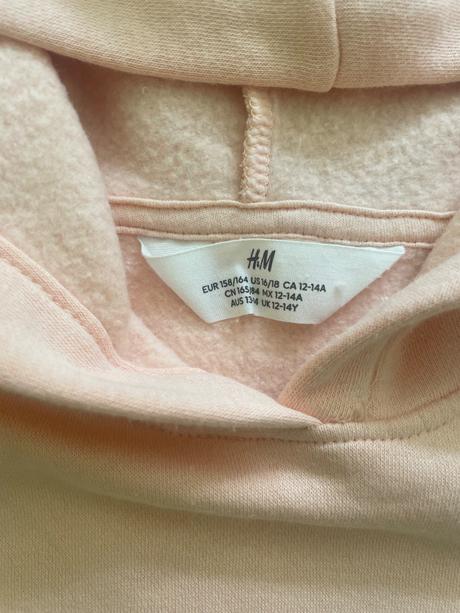 H&M
EUR 158/164 US 16/18 CA 12-14A
CN 165/84 MX 12-14A
AUS 13-14 UK 12-14Y